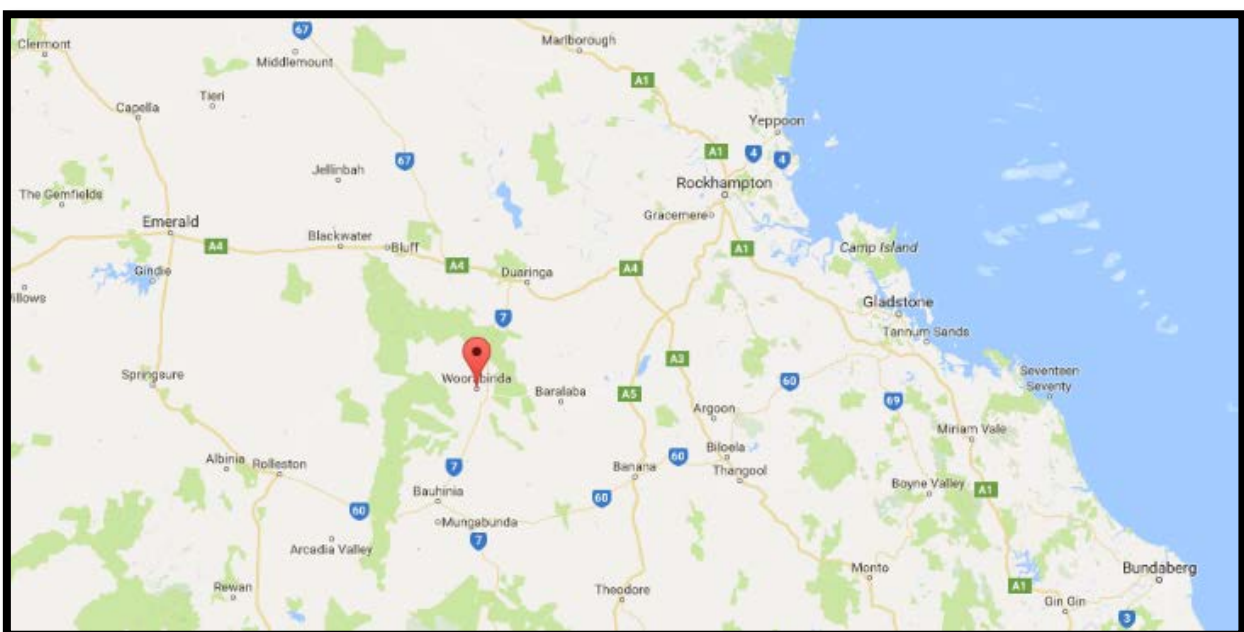 67
Marlborough
Clermont
Middlemount
A1
Tieri
Capella
Yeppoon
A1
4
4
67
Jellinbah
Rockhampton
The Gemfields
Gracemere
Emerald
Blackwater
Bluff
A4
A1
Camp Island
A4
A4
Gindie
Duaringa
illows
Gladstone
7
Tannum Sands
A3
Woorabinda
Springsure
Seventeen
Seventy
60
Baralaba
A5
69
Argoon
Miriam Vale
Biloela
60
Albinia
Rolleston
7
Banana
Thangool
Boyne Valley
A1
Bauhinia
60
60
Mungabunda
7
Arcadia Valley
Monto
Bundaberg
Rewan
Theodore
A1
Gin Gin
3